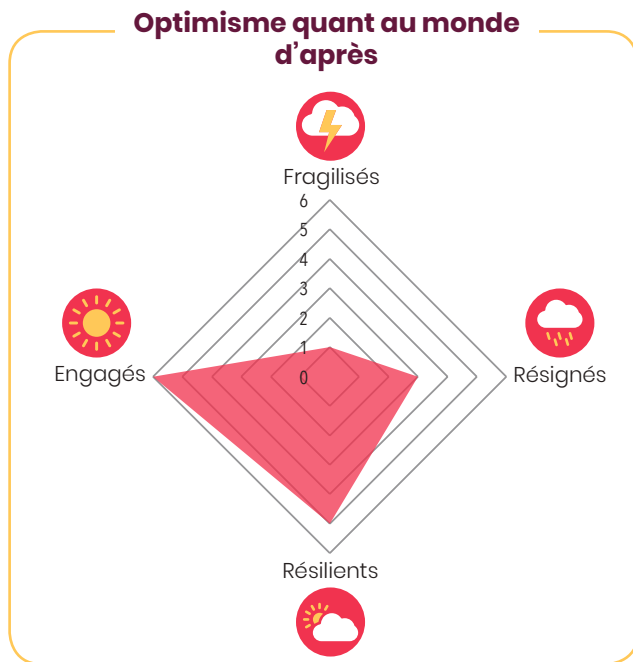 Optimisme quant au monde
d’après
Fragilisés
6
5
4
3
2
1
0
Engagés
Résignés
Résilients